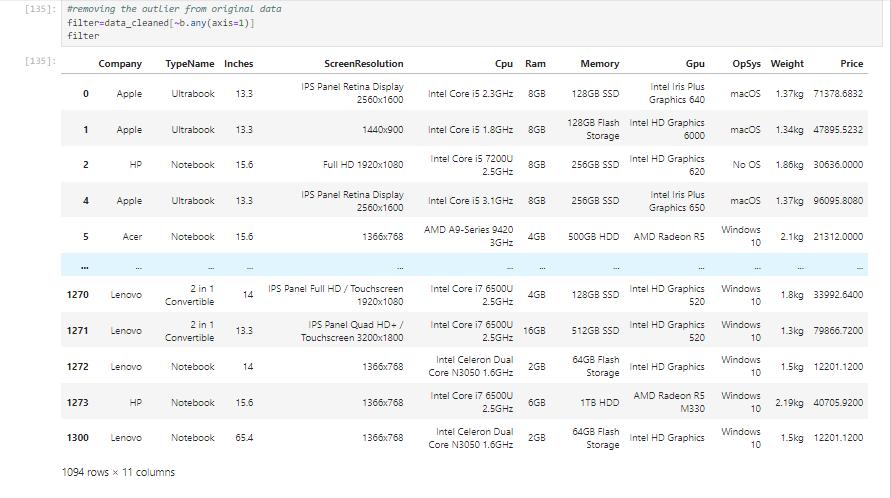 [135]: #removing the outlier from original data
filter=data_cleaned[~b.any(axis=1)]
filter
[135]:
Company TypeName Inches ScreenResolution Cpu Ram Memory Gpu OpSys Weight Price
0 Apple Ultrabook 13.3 IPS Panel Retina Display 2560x1600 Intel Core i5 2.3GHz 8GB 128GB SSD Intel Iris Plus Graphics 640 macOS 1.37kg 71378.6832
1 Apple Ultrabook 13.3 1440x900 Intel Core i5 1.8GHz 8GB 128GB Flash Storage Intel HD Graphics 6000 macOS 1.34kg 47895.5232
2 HP Notebook 15.6 Full HD 1920x1080 Intel Core i5 7200U 2.5GHz 8GB 256GB SSD Intel HD Graphics 620 No OS 1.86kg 30636.0000
4 Apple Ultrabook 13.3 IPS Panel Retina Display 2560x1600 Intel Core i5 3.1GHz 8GB 256GB SSD Intel Iris Plus Graphics 650 macOS 1.37kg 96095.8080
5 Acer Notebook 15.6 1366x768 AMD A9-Series 9420 3GHz 4GB 500GB HDD AMD Radeon R5 Windows 10 2.1kg 21312.0000
... ... ... ... ... ... ... ... ... ... ... ...
1270 Lenovo 2 in 1 Convertible 14 IPS Panel Full HD / Touchscreen 1920x1080 Intel Core i7 6500U 2.5GHz 4GB 128GB SSD Intel HD Graphics 520 Windows 10 1.8kg 33992.6400
1271 Lenovo 2 in 1 Convertible 13.3 IPS Panel Quad HD+ / Touchscreen 3200x1800 Intel Core i7 6500U 2.5GHz 16GB 512GB SSD Intel HD Graphics 520 Windows 10 1.3kg 79866.7200
1272 Lenovo Notebook 14 1366x768 Intel Celeron Dual Core N3050 1.6GHz 2GB 64GB Flash Storage Intel HD Graphics Windows 10 1.5kg 12201.1200
1273 HP Notebook 15.6 1366x768 Intel Core i7 6500U 2.5GHz 6GB 1TB HDD AMD Radeon R5 M330 Windows 10 2.19kg 40705.9200
1300 Lenovo Notebook 65.4 1366x768 Intel Celeron Dual Core N3050 1.6GHz 2GB 64GB Flash Storage Intel HD Graphics Windows 10 1.5kg 12201.1200
1094 rows × 11 columns